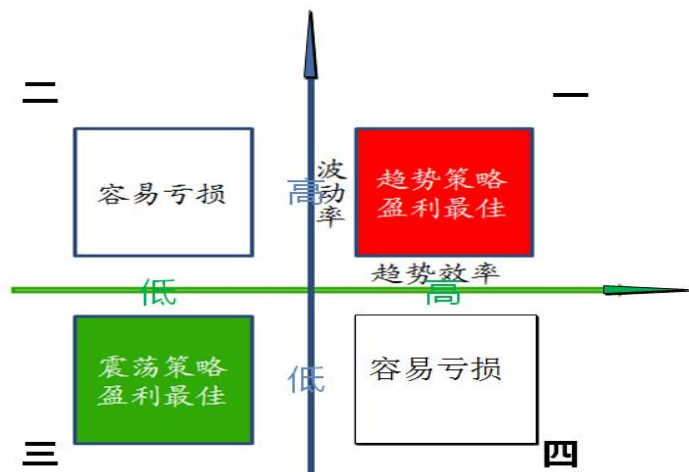 二
一
容易亏损
高
波动率
趋势策略
盈利最佳
趋势效率
低
高
震荡策略
盈利最佳
低
容易亏损
三
四